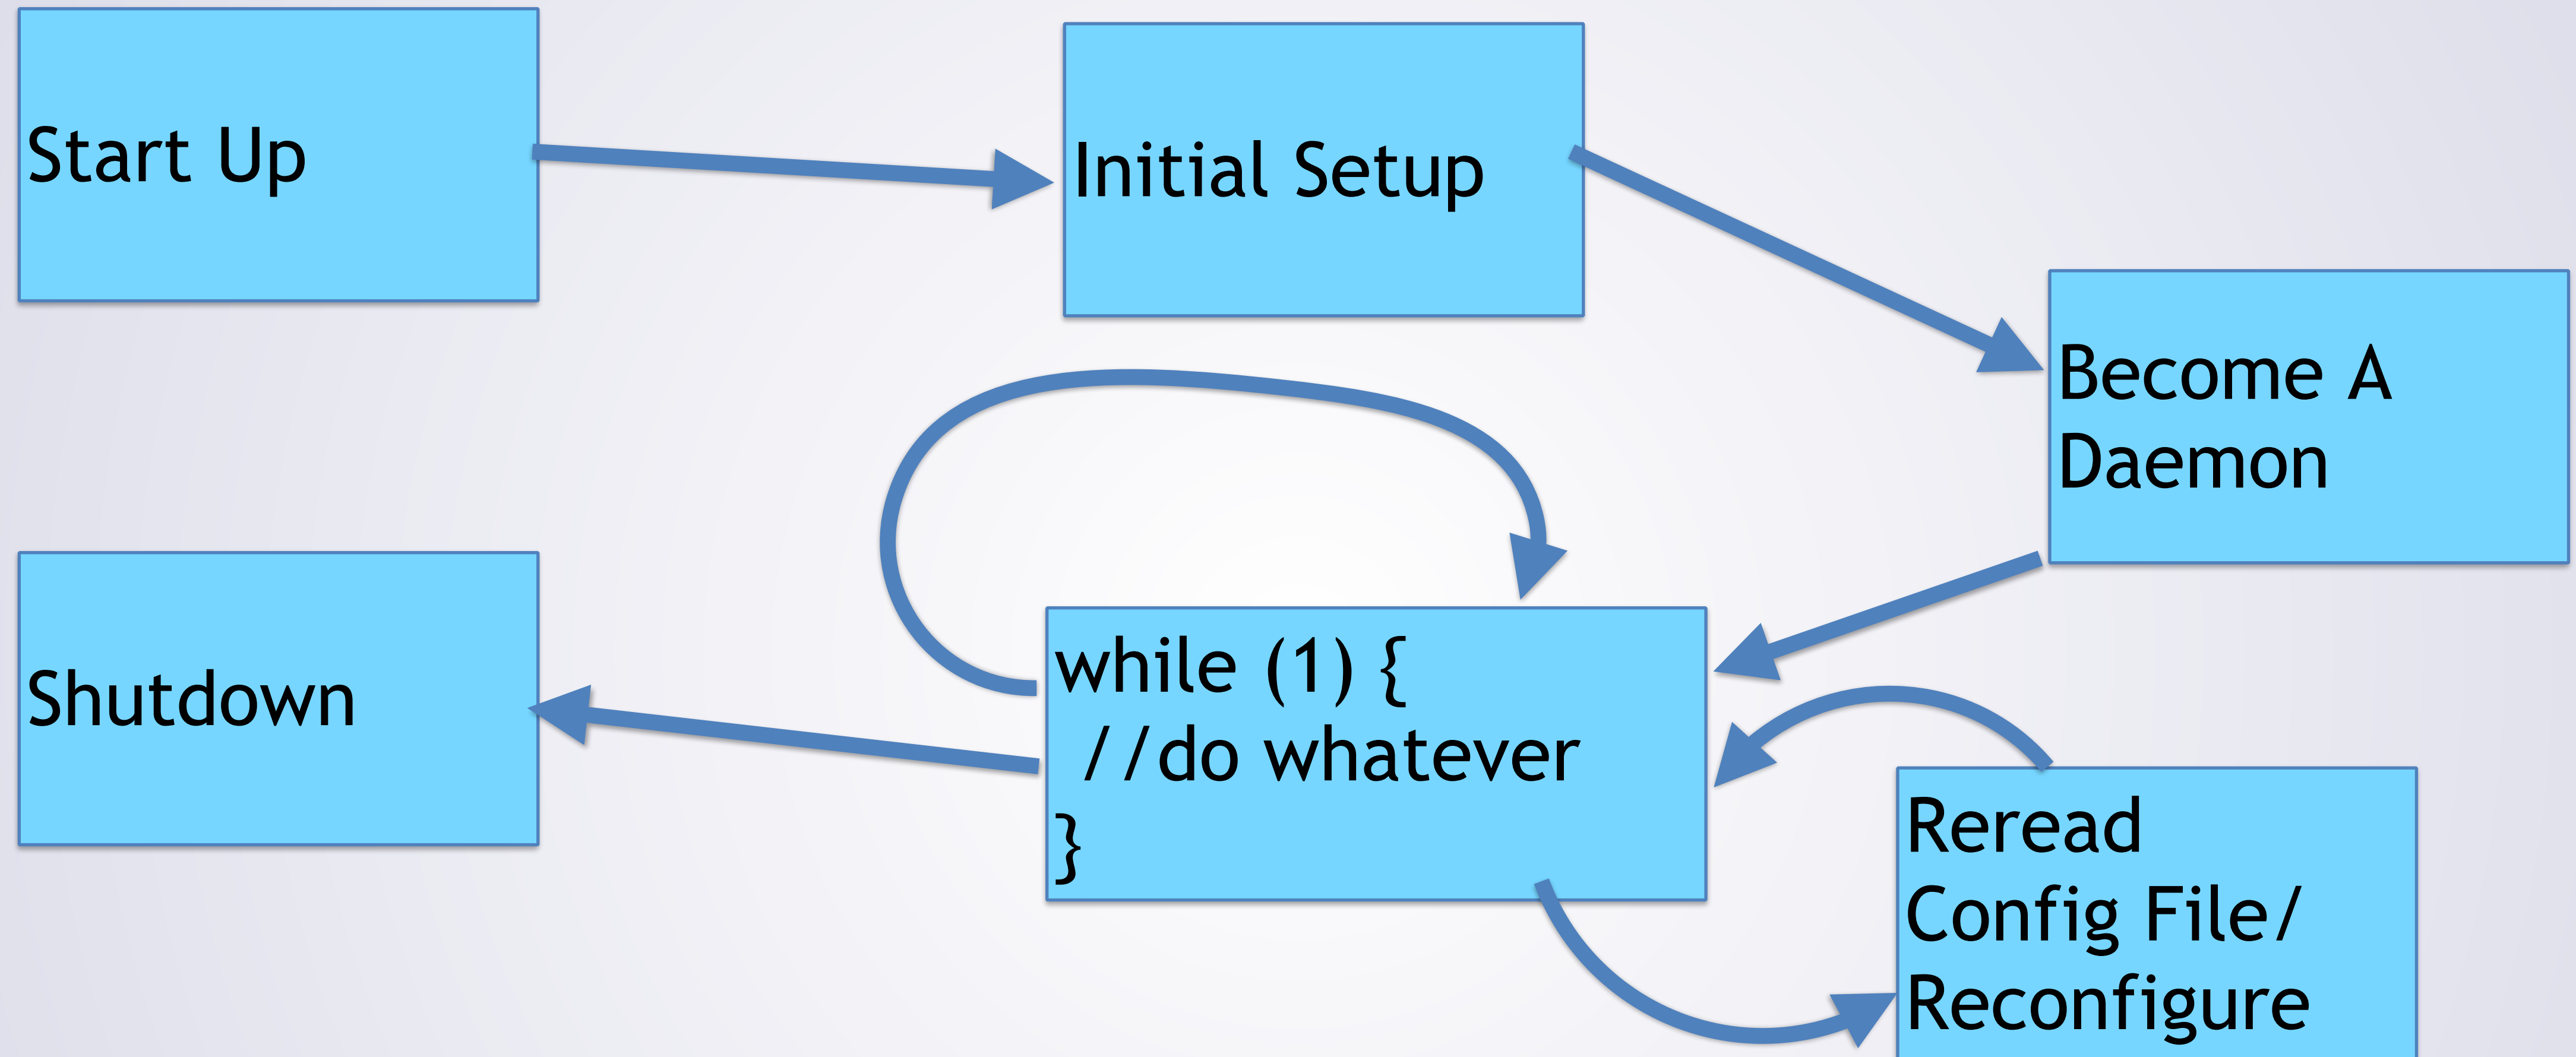 Start Up
Initial Setup
Become A
Daemon
Shutdown
while (1) {
 //do whatever
}
Reread
Config File/
Reconfigure